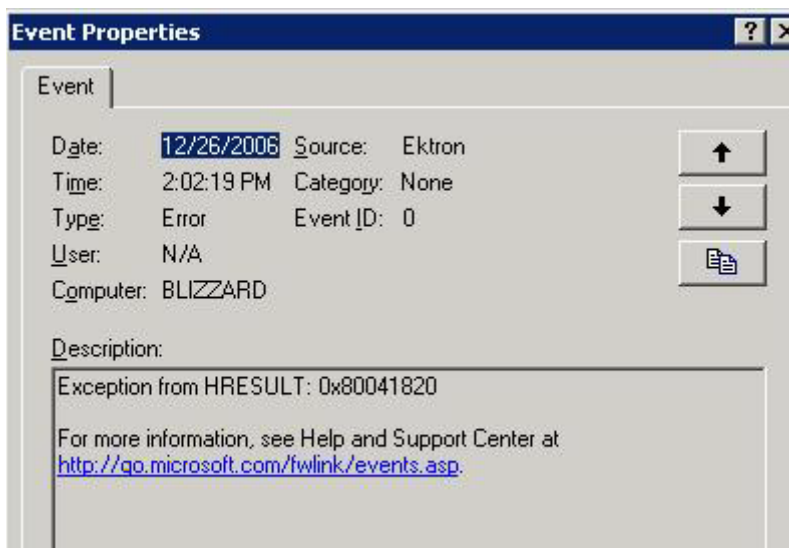 Event Properties
Event
Date: 12/26/2006 Source: Ektron
Time: 2:02:19 PM Category: None
Type: Error Event ID: 0
User: N/A
Computer: BLIZZARD
Description:
Exception from HRESULT: 0x80041820
For more information, see Help and Support Center at
http://go.microsoft.com/fwlink/events.asp.